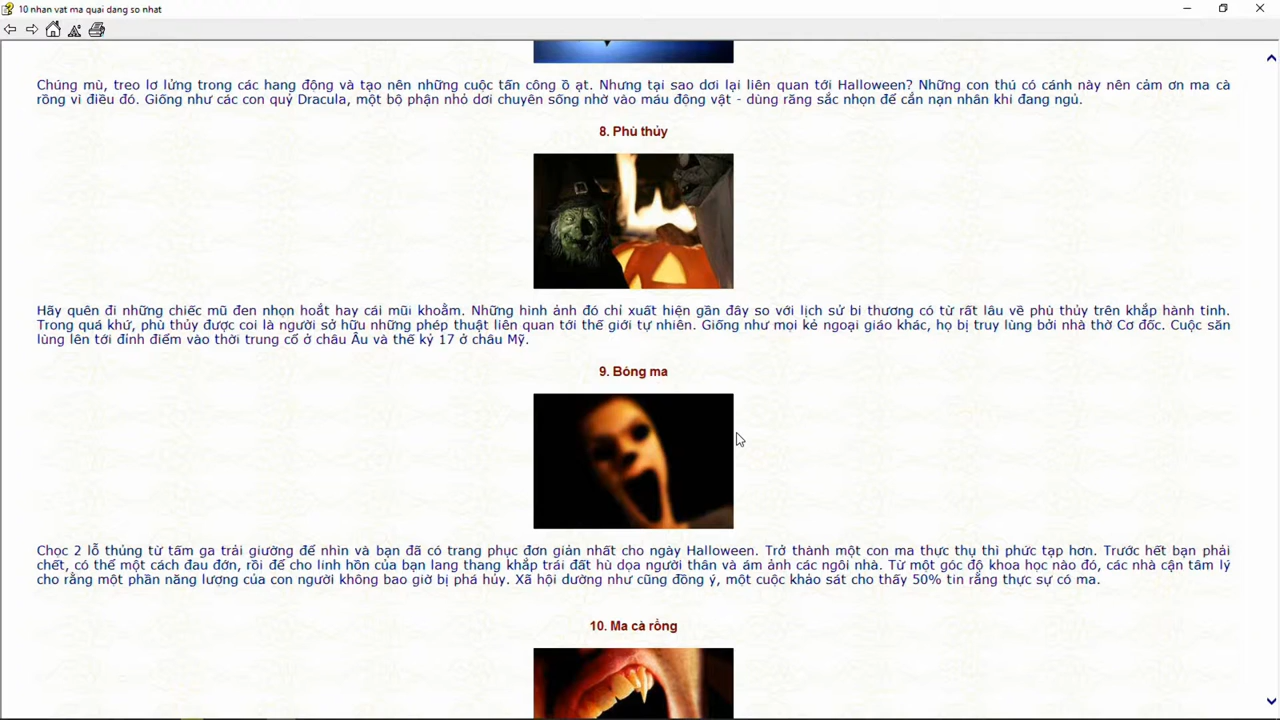 10 nhan vat ma quai dang so nhat
Chúng mù, treo lơ lửng trong các hang động và tạo nên những cuộc tấn công ồ ạt. Nhưng tại sao dơi lại liên quan tới Halloween? Những con thú có cánh này nên cảm ơn ma cà
rồng vì điều đó. Giống như các con quỷ Dracula, một bộ phận nhỏ dơi chuyên sống nhờ vào máu động vật - dùng răng sắc nhọn để cắn nạn nhân khi đang ngủ.
8. Phù thủy
Hãy quên đi những chiếc mũ đen nhọn hoắt hay cái mũi khoằm. Những hình ảnh đó chỉ xuất hiện gần đây so với lịch sử bi thương có từ rất lâu về phù thủy trên khắp hành tinh.
Trong quá khứ, phù thủy được coi là người sở hữu những phép thuật liên quan tới thế giới tự nhiên. Giống như mọi kẻ ngoại giáo khác, họ bị truy lùng bởi nhà thờ Cơ đốc. Cuộc săn
lùng lên tới đỉnh điểm vào thời trung cổ ở châu Âu và thế kỷ 17 ở châu Mỹ.
9. Bóng ma
Chọc 2 lỗ thủng từ tấm ga trải giường để nhìn và bạn đã có trang phục đơn giản nhất cho ngày Halloween. Trở thành một con ma thực thụ thì phức tạp hơn. Trước hết bạn phải
chết, có thể một cách đau đớn, rồi để cho linh hồn của bạn lang thang khắp trái đất hù dọa người thân và ám ảnh các ngôi nhà. Từ một góc độ khoa học nào đó, các nhà cận tâm lý
cho rằng một phần năng lượng của con người không bao giờ bị phá hủy. Xã hội dường như cũng đồng ý, một cuộc khảo sát cho thấy 50% tin rằng thực sự có ma.
10. Ma cà rồng